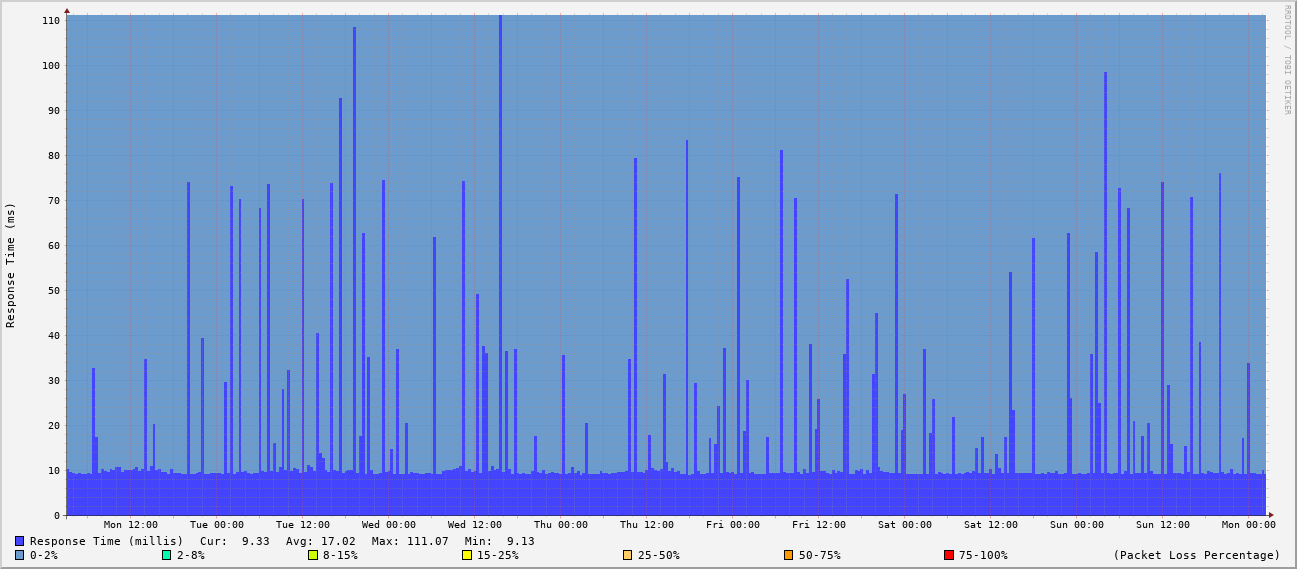 RRDTOOL / TOBI OETIKER
Response Time (ms)
110
100
90
80
70
60
50
40
30
20
10
0
Mon 12:00 Tue 00:00 Tue 12:00 Wed 00:00 Wed 12:00 Thu 00:00 Thu 12:00 Fri 00:00 Fri 12:00 Sat 00:00 Sat 12:00 Sun 00:00 Sun 12:00 Mon 00:00
Response Time (millis) Cur: 9.33 Avg: 17.02 Max: 111.07 Min: 9.13
0-2% 2-8% 8-15% 15-25% 25-50% 50-75% 75-100% (Packet Loss Percentage)